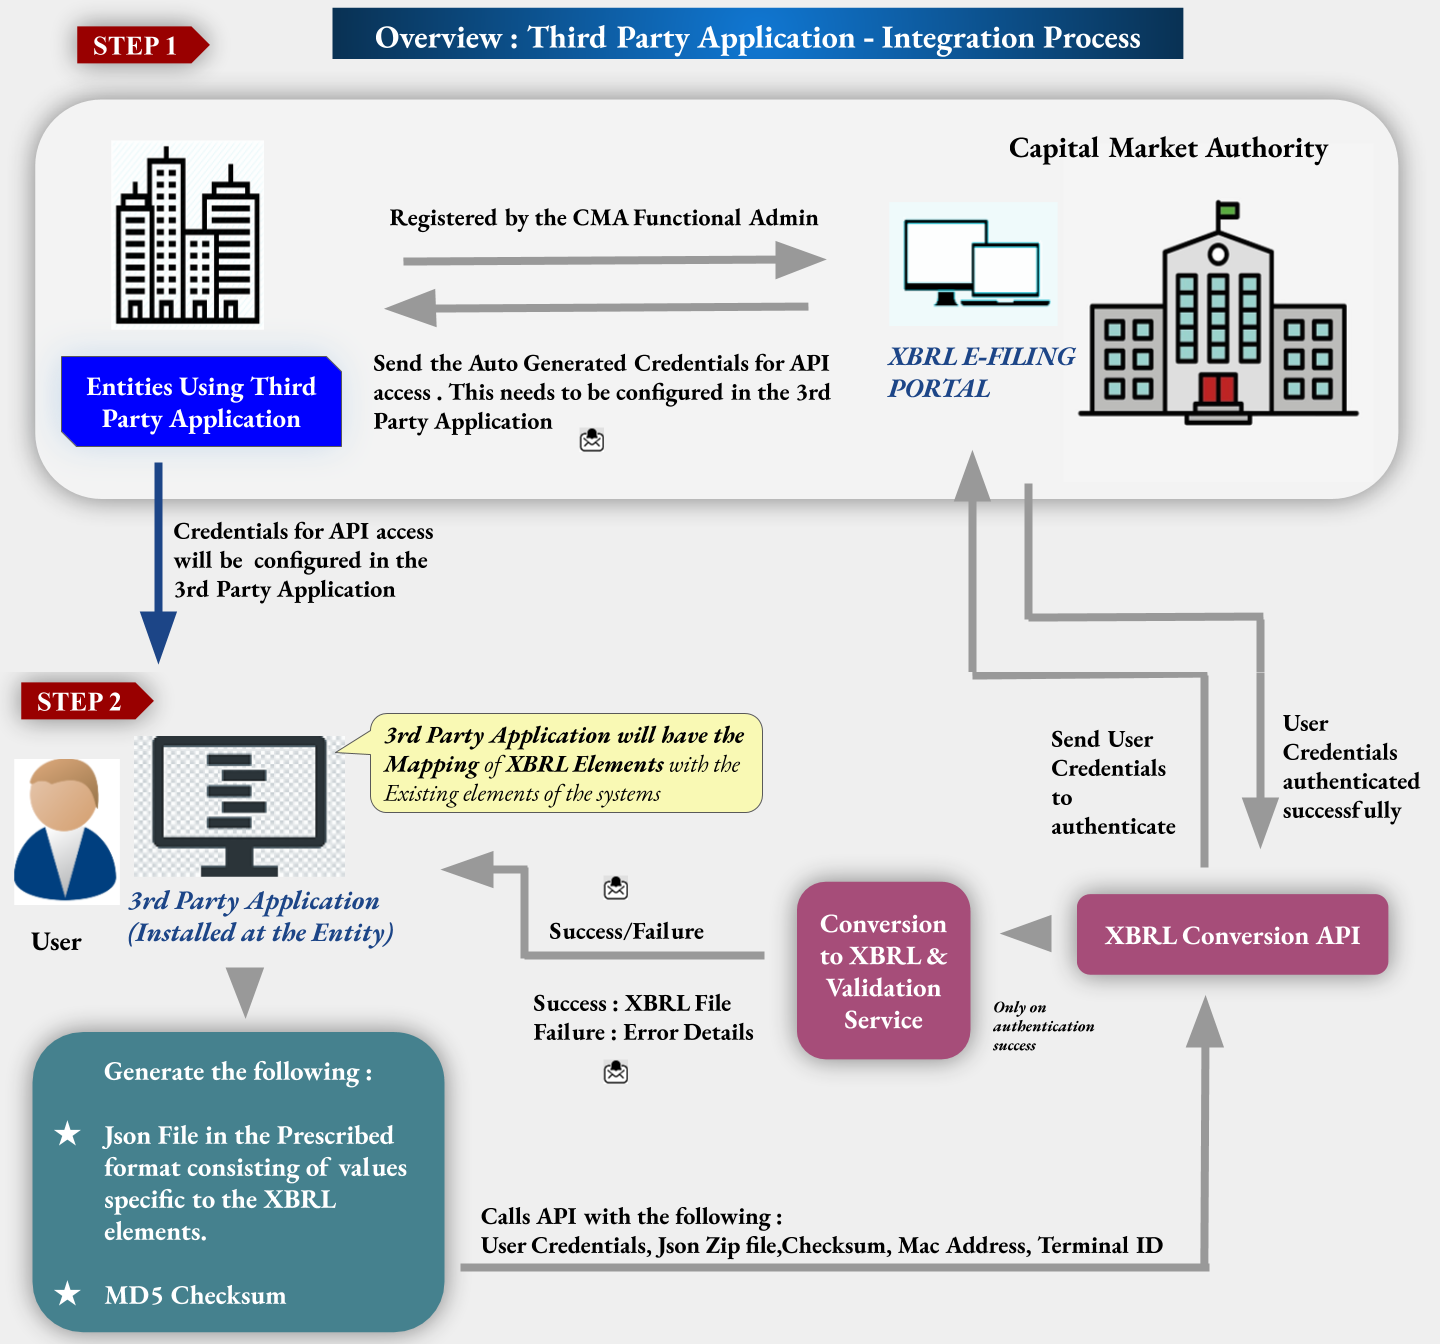 STEP 1
Overview : Third Party Application - Integration Process
Capital Market Authority
Registered by the CMA Functional Admin
Send the Auto Generated Credentials for API
access . This needs to be configured in the 3rd
Party Application
XBRL E-FILING
PORTAL
Entities Using Third
Party Application
Credentials for API access
will be configured in the
3rd Party Application
STEP 2
3rd Party Application will have the
Mapping of XBRL Elements with the
Existing elements of the systems
User
3rd Party Application
(Installed at the Entity)
Send User
Credentials
to
authenticate
User
Credentials
authenticated
successfully
Success/Failure
Success : XBRL File
Failure : Error Details
Conversion
to XBRL &
Validation
Service
Only on
authentication
success
XBRL Conversion API
Generate the following :
★ Json File in the Prescribed
format consisting of values
specific to the XBRL
elements.
★ MD5 Checksum
Calls API with the following :
User Credentials, Json Zip file,Checksum, Mac Address, Terminal ID